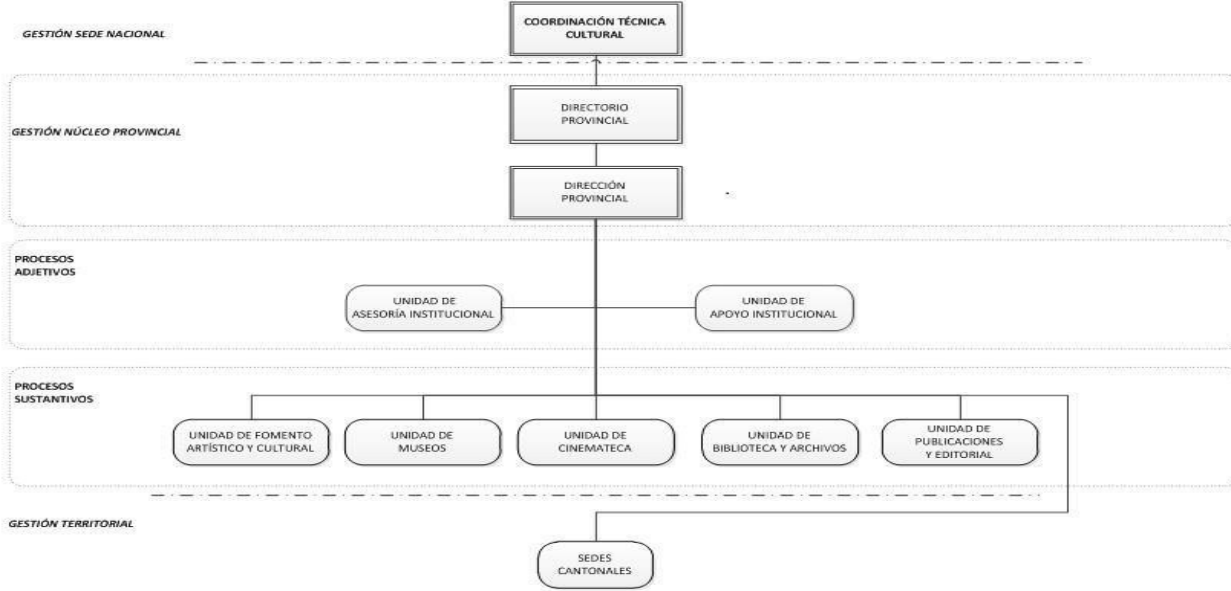 COORDINACIÓN TÉCNICA
CULTURAL
GESTIÓN SEDE NACIONAL
DIRECTORIO
PROVINCIAL
GESTIÓN NÚCLEO PROVINCIAL
DIRECCIÓN
PROVINCIAL
PROCESOS
ADJETIVOS
UNIDAD DE
ASESORÍA INSTITUCIONAL
UNIDAD DE
APOYO INSTITUCIONAL
PROCESOS
SUSTANTIVOS
UNIDAD DE FOMENTO
ARTÍSTICO Y CULTURAL
UNIDAD DE
MUSEOS
UNIDAD DE
CINEMATECA
UNIDAD DE
BIBLIOTECA Y ARCHIVOS
UNIDAD DE
PUBLICACIONES
Y EDITORIAL
GESTIÓN TERRITORIAL
SEDES
CANTONALES